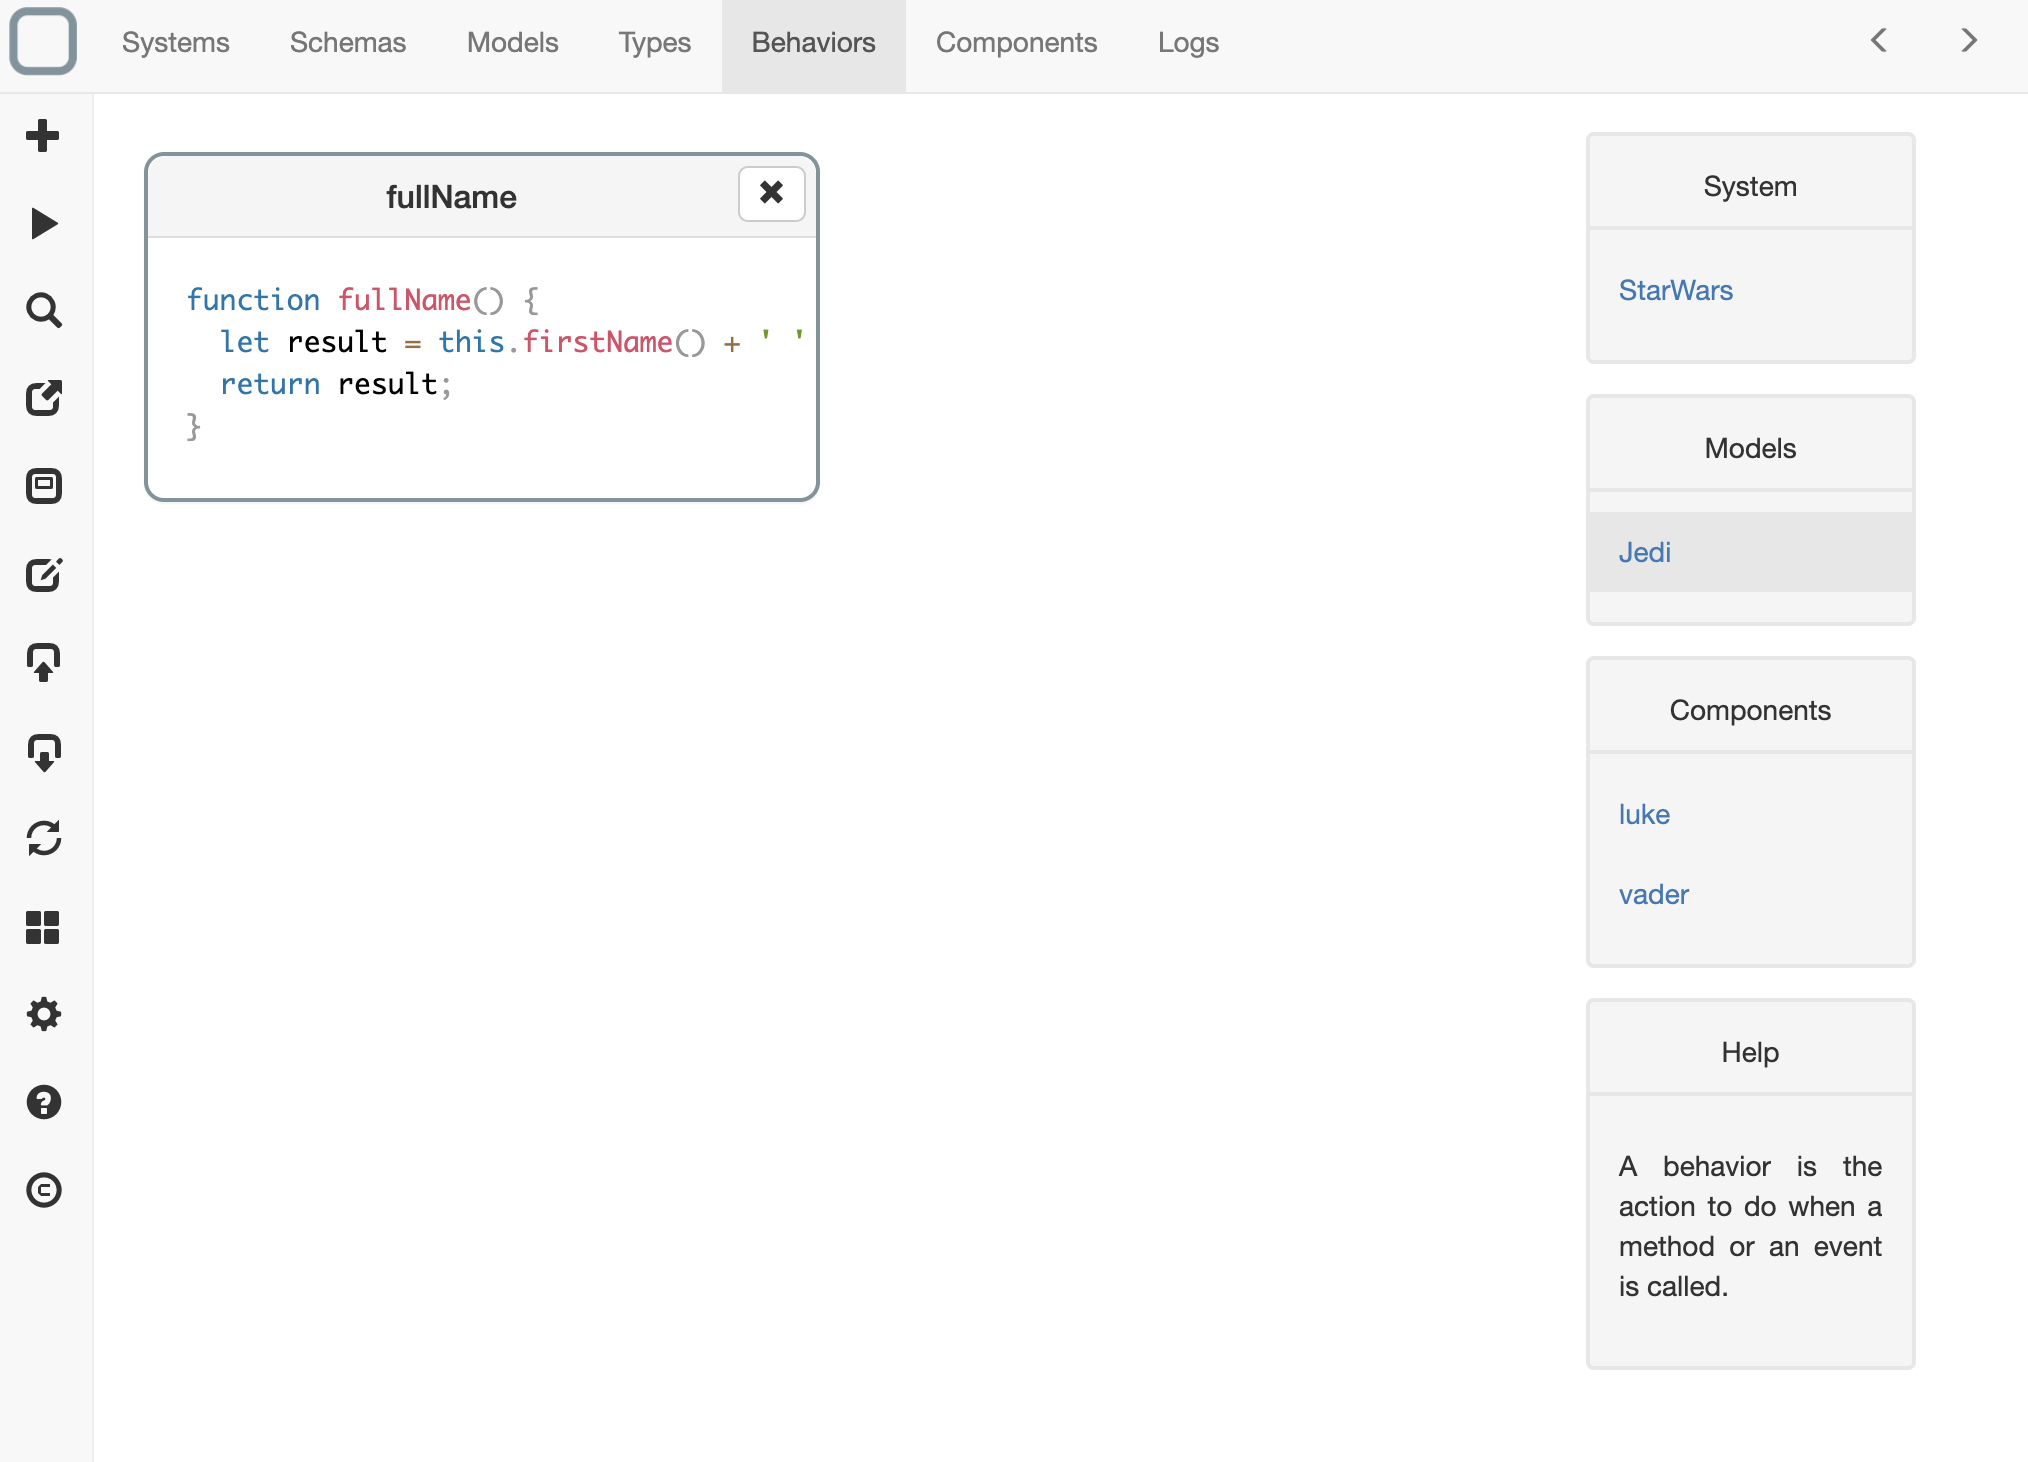 Systems Schemas Models Types Behaviors Components Logs
fullName
function fullName() {
let result = this.firstName() + ' '
return result;
}
System
StarWars
Models
Jedi
Components
luke
vader
Help
A behavior is the
action to do when a
method or an event
is called.